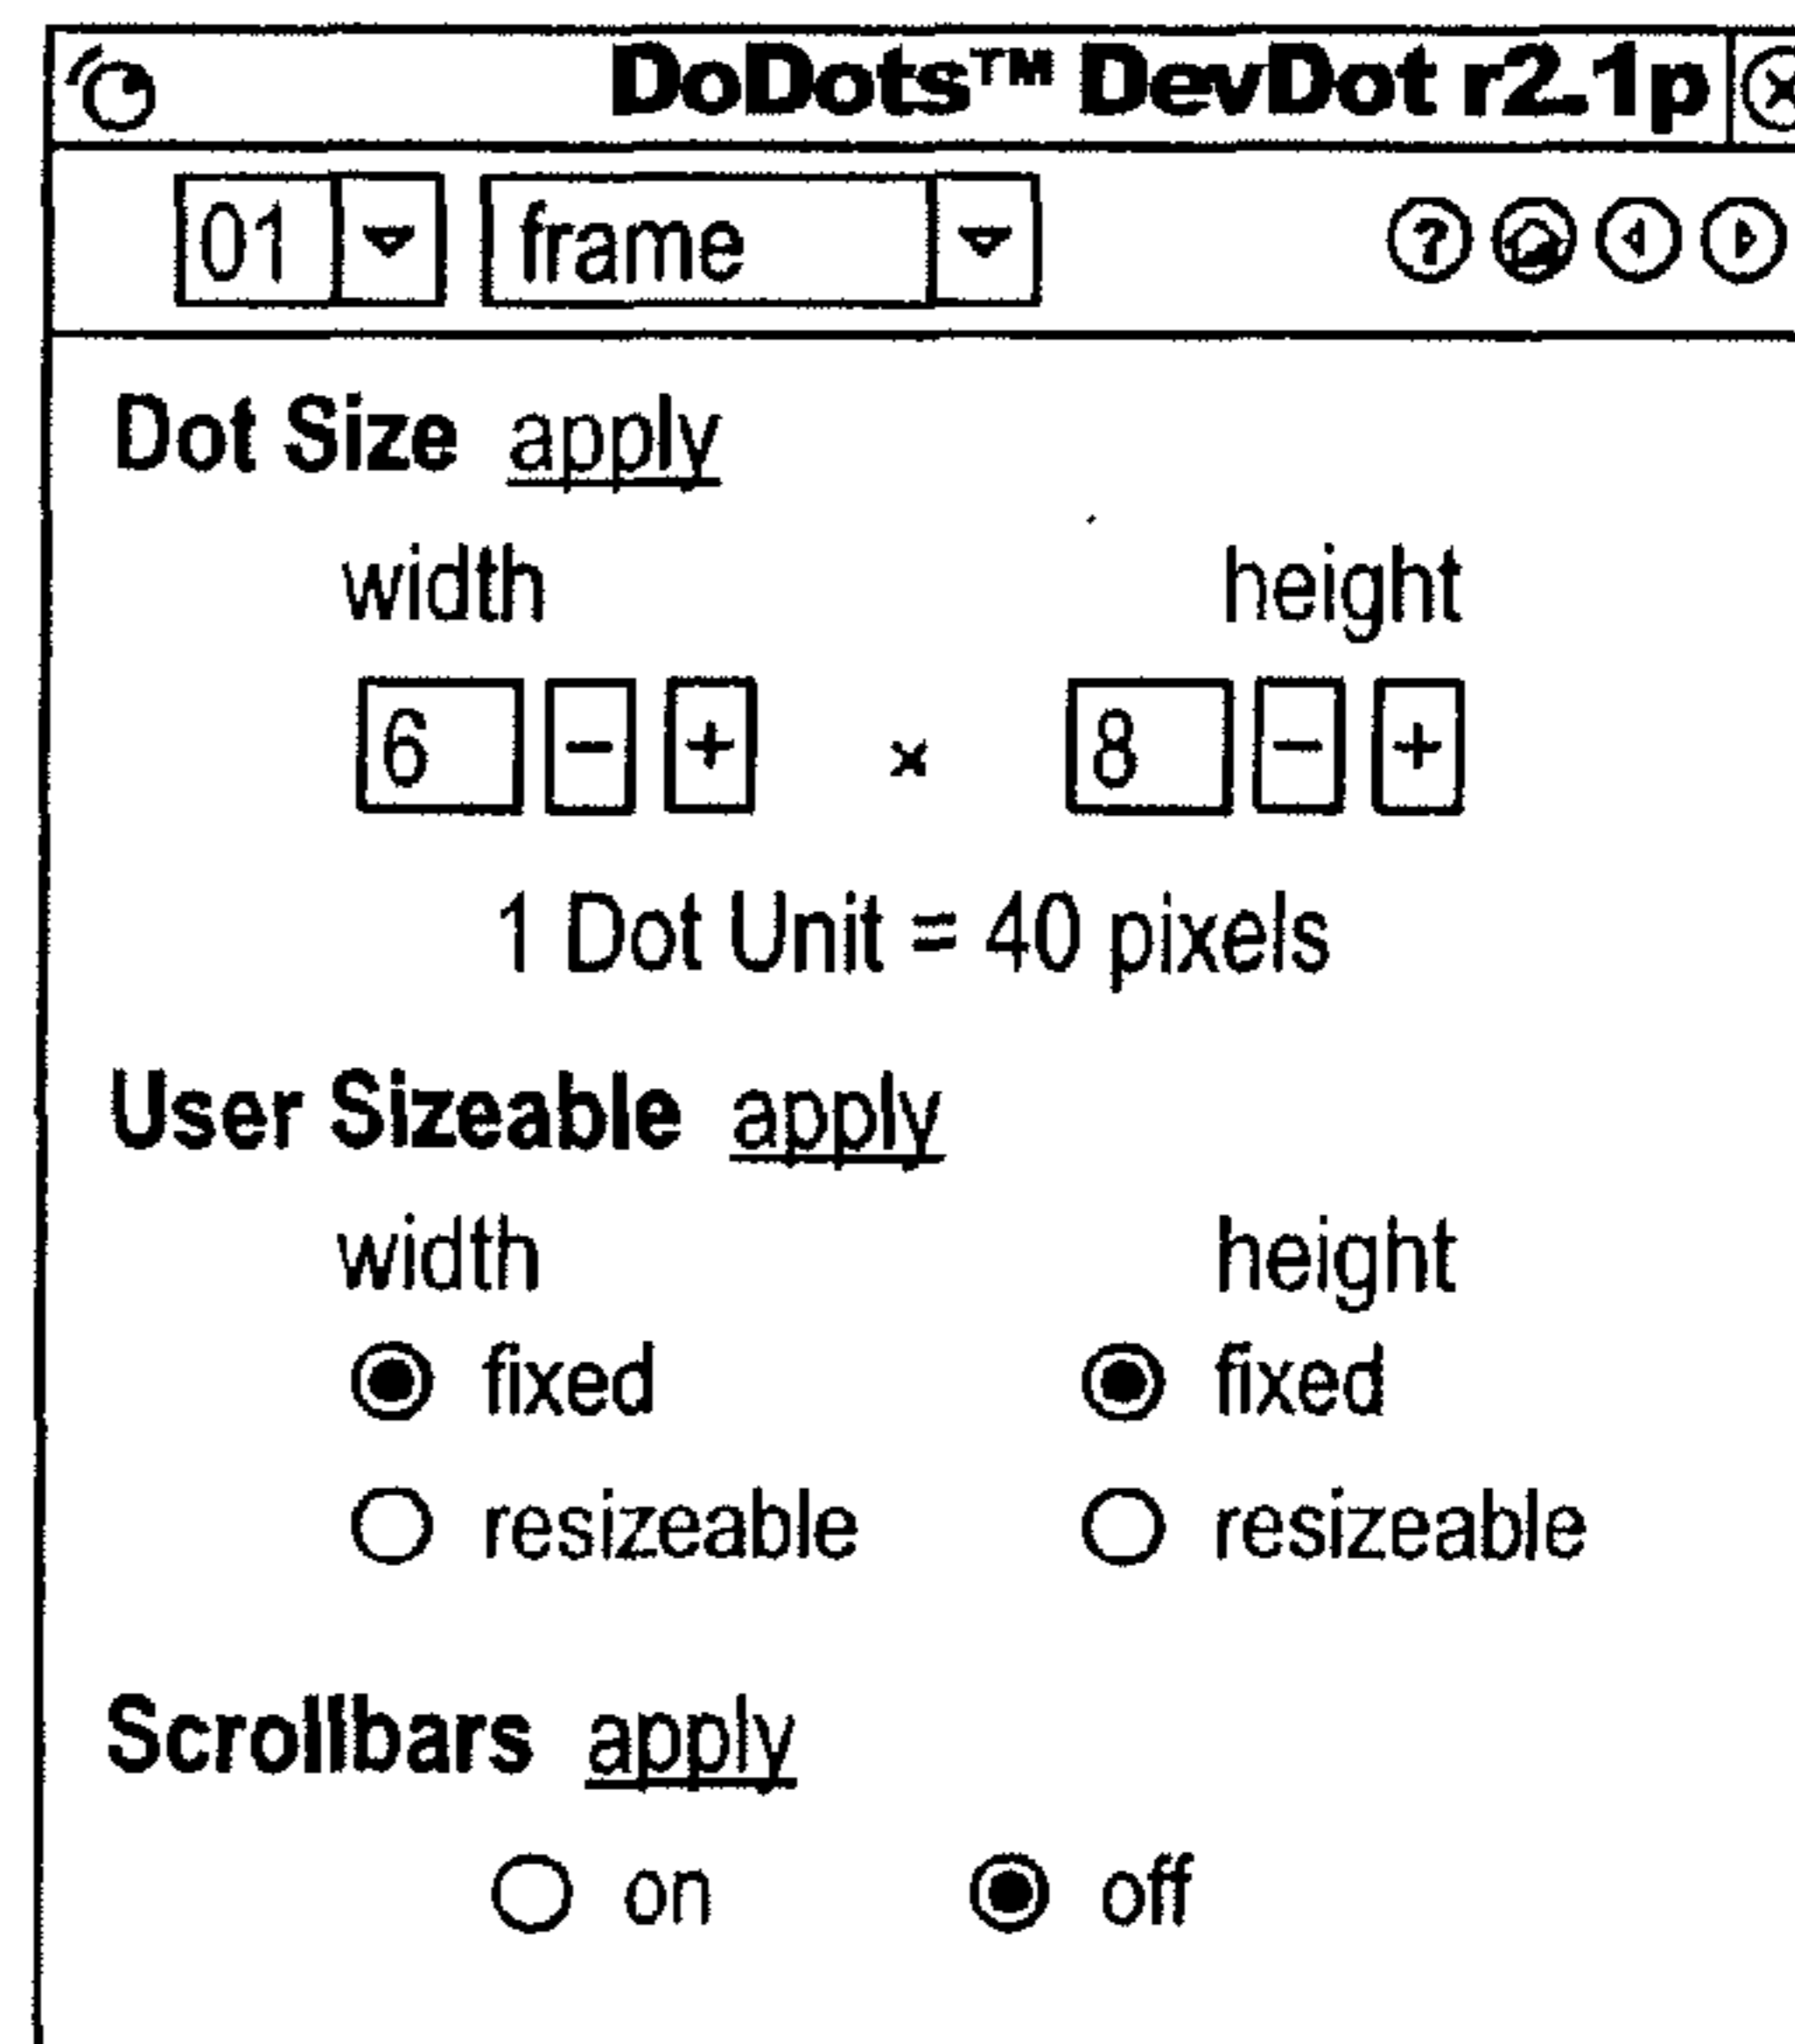 DoDots™ DevDot r2.1p
01 frame ?
Dot Size apply
width height
6 - + × 8 - +
1 Dot Unit = 40 pixels
User Sizeable apply
width height
fixed fixed
resizeable resizeable
Scrollbars apply
on off